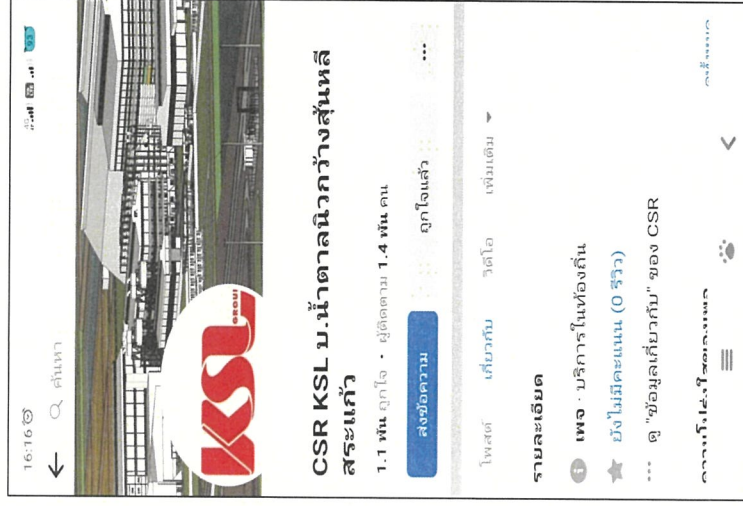 16:16
ค้นหา
4G
93
KSL
GROUP
CSR KSL บ.น้ำตาลนิวกว้างสุ้นหลี
สระแก้ว
1.1 พัน ถูกใจ • ผู้ติดตาม 1.4 พัน คน
ส่งข้อความ
ถูกใจแล้ว
...
โพสต์
เกี่ยวกับ
วิดีโอ
เพิ่มเติม
รายละเอียด
เพจ · บริการในท้องถิ่น
ยังไม่มีคะแนน (0 รีวิว)
ดู "ข้อมูลเกี่ยวกับ" ของ CSR